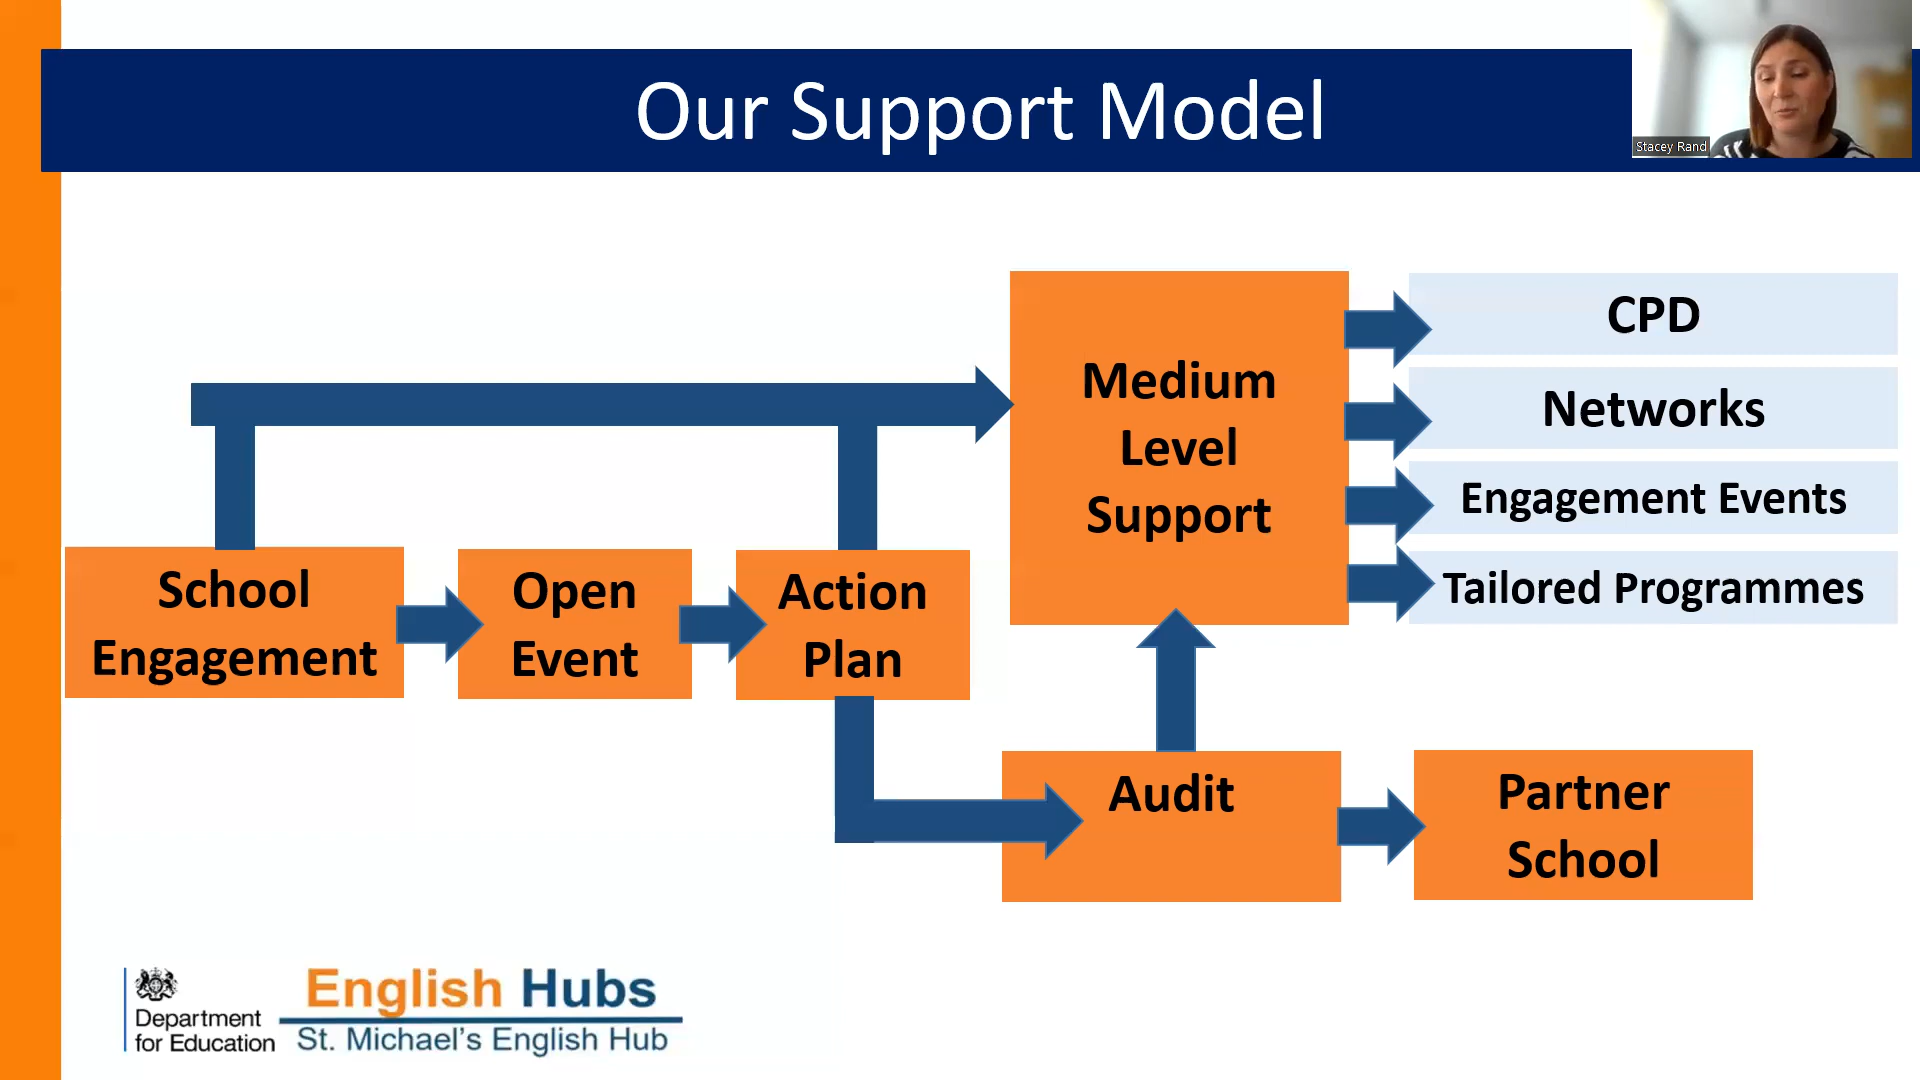 Our Support Model
Stacey Rand
CPD
Medium
Level
Support
Networks
Engagement Events
Tailored Programmes
School
Engagement
Open
Event
Action
Plan
Audit
Partner
School
Department
for Education
English Hubs
St. Michael's English Hub